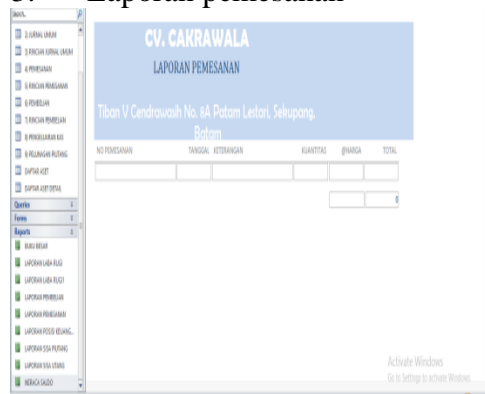 Laporan pemesanan
Search..
2. JURNAL UMUM
3. RINCIAN JURNAL UMUM
4. PEMESANAN
5. RINCIAN PEMESANAN
6. PEMBELIAN
7. RINCIAN PEMBELIAN
8. PENGELUARAN KAS
9. PELUNASAN PIUTANG
DAFTAR ASET
DAFTAR ASET DETAIL
Queries
Forms
Reports
BUKU BESAR
LAPORAN LABA RUGI
LAPORAN LABA RUGI1
LAPORAN PEMBELIAN
LAPORAN PEMESANAN
LAPORAN POSISI KEUANG...
LAPORAN SISA PIUTANG
LAPORAN SISA UTANG
NERACA SALDO
CV. CAKRAWALA
LAPORAN PEMESANAN
Tiban V Cendrawasih No. 8A Patam Lestari, Sekupang,
Batam
NO PEMESANAN TANGGAL KETERANGAN KUANTITAS @HARGA TOTAL
0
Activate Windows
Go to Settings to activate Windows.